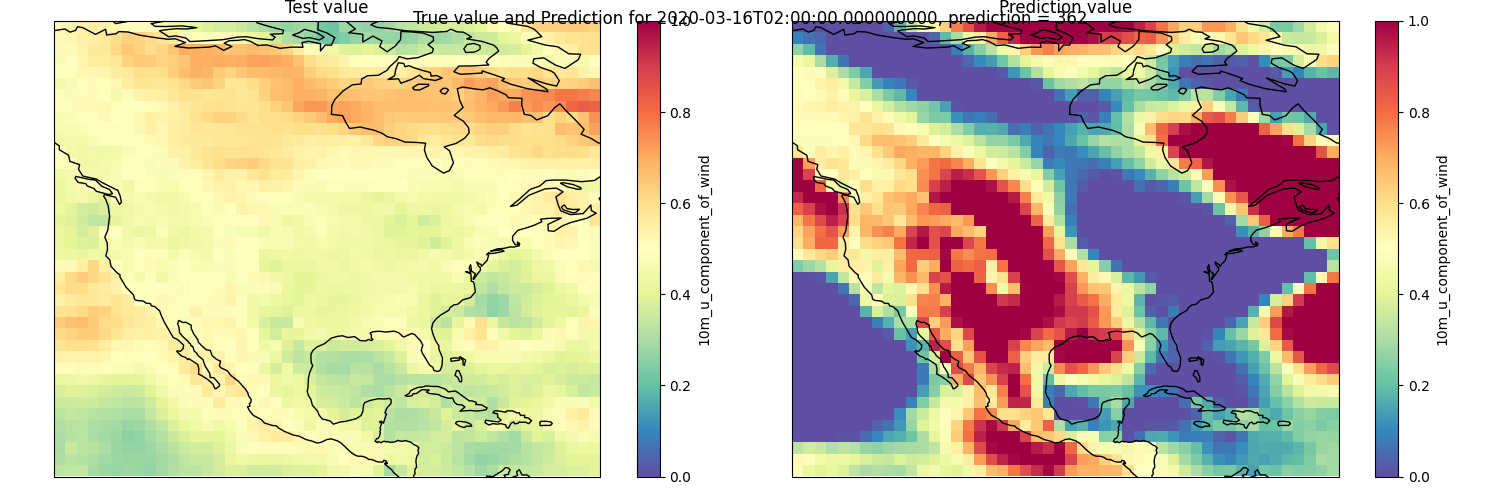 Test value
True value and Prediction for 2020-03-16T02:00:00.000000000, prediction = 362
Prediction value
1.0
0.8
0.6
0.4
0.2
0.0
10m_u_component_of_wind
1.0
0.8
0.6
0.4
0.2
0.0
10m_u_component_of_wind